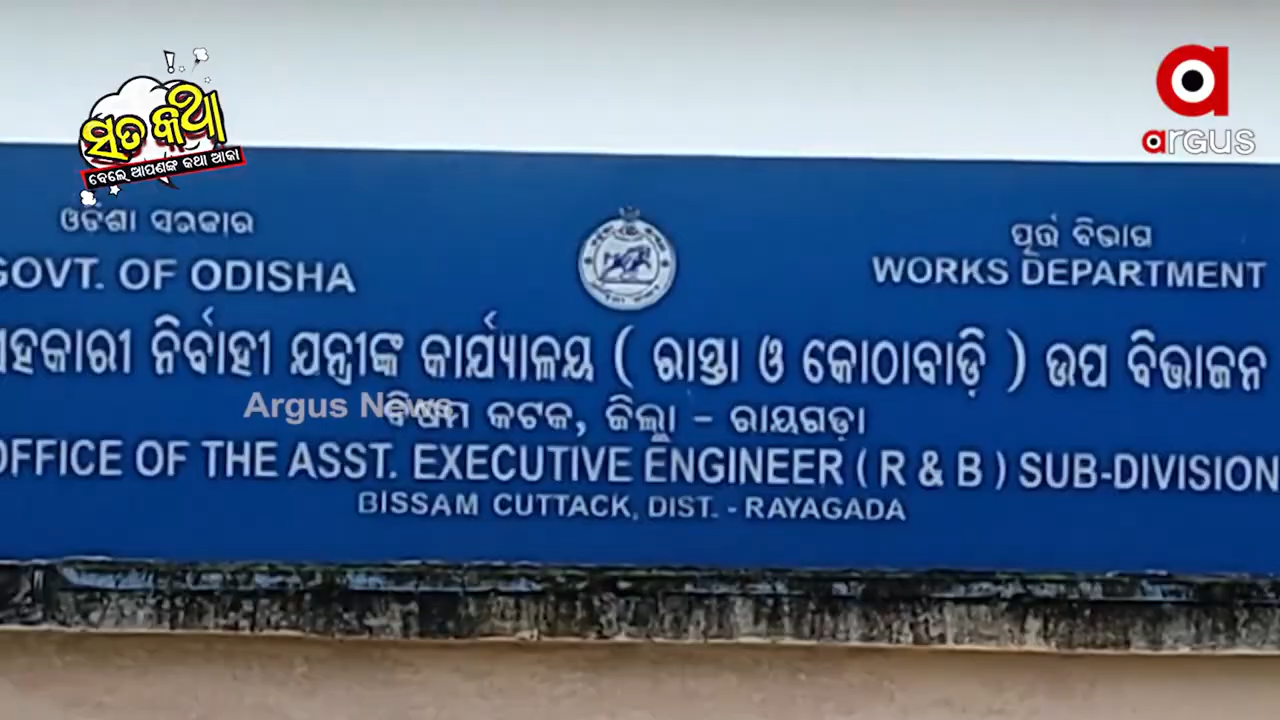 ସତ କଥା
ବେଲେ ଆପଣଙ୍କ କଥା ଆକା
argus
ଓଡିଶା ସରକାର
ପୂର୍ତ୍ତ ବିଭାଗ
GOVT. OF ODISHA
WORKS DEPARTMENT
ସହକାରୀ ନିର୍ବାହୀ ଯନ୍ତ୍ରୀଙ୍କ କାର୍ଯ୍ୟାଳୟ ( ରାସ୍ତା ଓ କୋଠାବାଡ଼ି ) ଉପ ବିଭାଜନ
Argus News
କଟକ, ଜିଲ୍ଲା - ରାୟଗଡ଼ା
OFFICE OF THE ASST. EXECUTIVE ENGINEER ( R & B ) SUB-DIVISION
BISSAM CUTTACK, DIST. - RAYAGADA